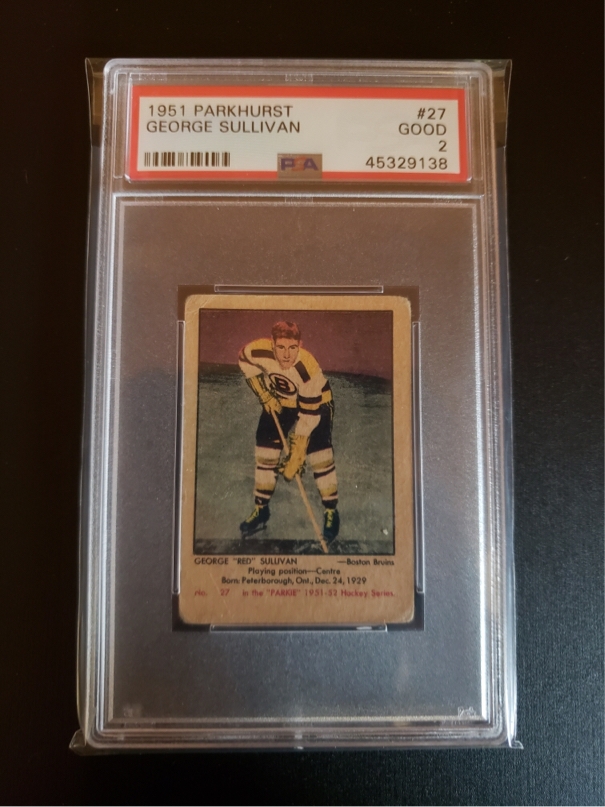 1951 PARKHURST #27
GEORGE SULLIVAN GOOD
2
PSA 45329138
B
GEORGE "RED" SULLIVAN —Boston Bruins
Playing position—Centre
Born: Peterborough, Ont., Dec. 24, 1929
No. 27 in the "PARKIE" 1951-52 Hockey Series.